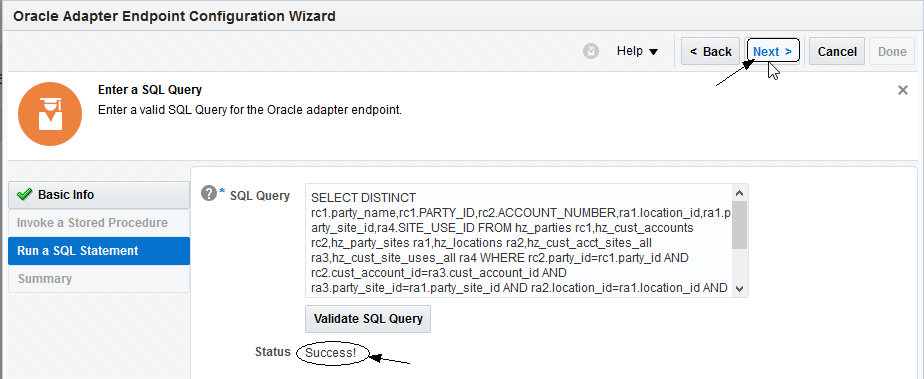 Oracle Adapter Endpoint Configuration Wizard
Help
< Back
Next >
Cancel
Done
Enter a SQL Query
Enter a valid SQL Query for the Oracle adapter endpoint.
Basic Info
Invoke a Stored Procedure
Run a SQL Statement
Summary
? * SQL Query
SELECT DISTINCT
rc1.party_name,rc1.PARTY_ID,rc2.ACCOUNT_NUMBER,ra1.location_id,ra1.p
arty_site_id,ra4.SITE_USE_ID FROM hz_parties rc1,hz_cust_accounts
rc2,hz_party_sites ra1,hz_locations ra2,hz_cust_acct_sites_all
ra3,hz_cust_site_uses_all ra4 WHERE rc2.party_id=rc1.party_id AND
rc2.cust_account_id=ra3.cust_account_id AND
ra3.party_site_id=ra1.party_site_id AND ra2.location_id=ra1.location_id AND
Validate SQL Query
Status Success!